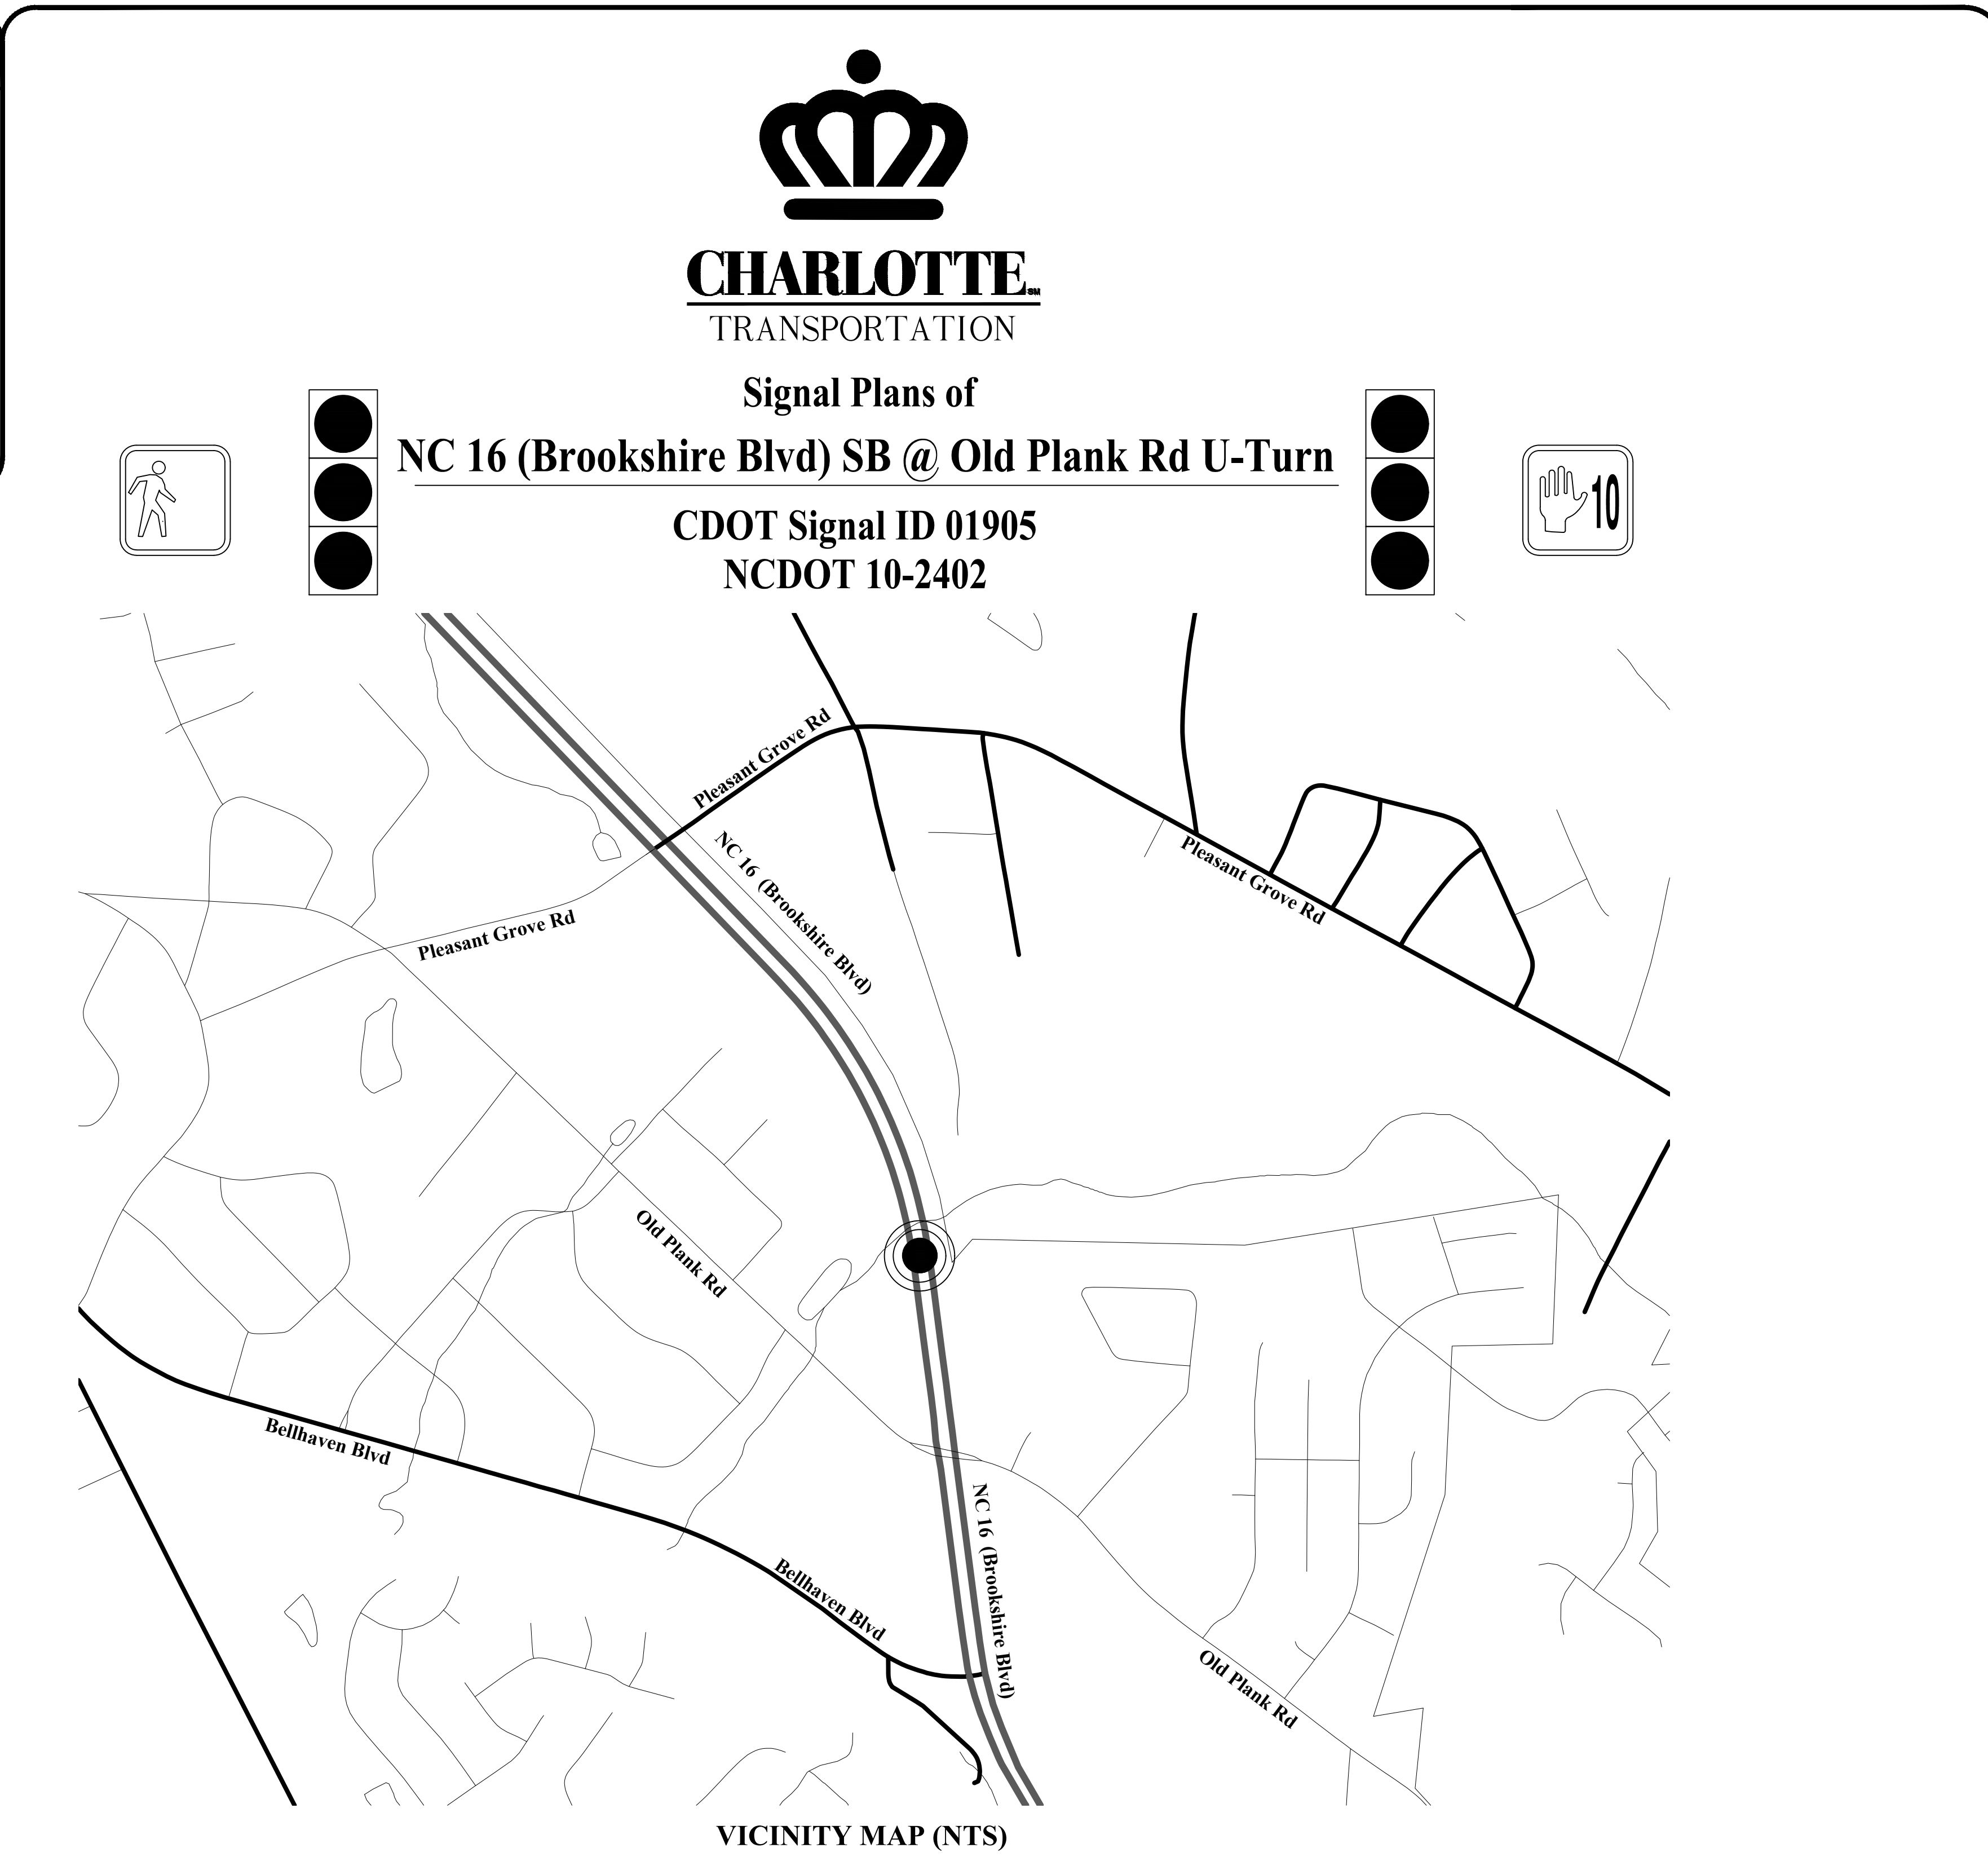 CHARLOTTE SM
TRANSPORTATION
Signal Plans of
NC 16 (Brookshire Blvd) SB @ Old Plank Rd U-Turn
CDOT Signal ID 01905
NCDOT 10-2402
10
Pleasant Grove Rd
NC 16 (Brookshire Blvd)
Pleasant Grove Rd
Pleasant Grove Rd
Old Plank Rd
Bellhaven Blvd
NC 16 (Brookshire Blvd)
Bellhaven Blvd
Old Plank Rd
VICINITY MAP (NTS)